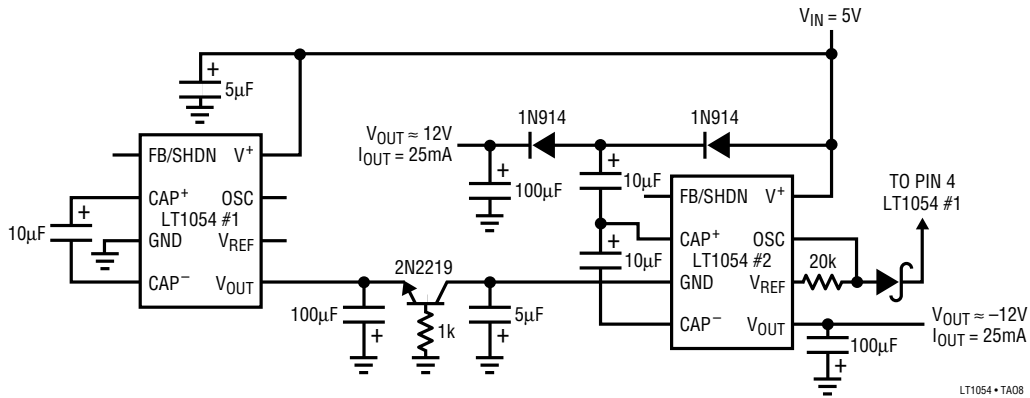 V_IN = 5V
+
5µF
1N914
1N914
V_OUT ≈ 12V
I_OUT = 25mA
+
100µF
+
10µF
FB/SHDN V⁺
CAP⁺ OSC
LT1054 #1
GND V_REF
CAP⁻ V_OUT
+
10µF
FB/SHDN V⁺
CAP⁺ OSC
LT1054 #2
GND V_REF
CAP⁻ V_OUT
+
10µF
TO PIN 4
LT1054 #1
20k
2N2219
100µF
+
1k
+
5µF
V_OUT ≈ –12V
I_OUT = 25mA
100µF
+
LT1054 • TA08